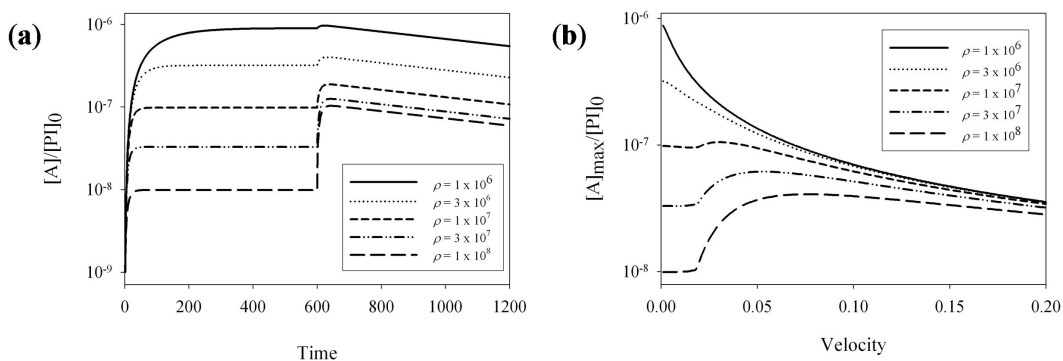 (a)
[A]/[PI]0
10-6
10-7
10-8
10-9
ρ = 1 x 10^6
ρ = 3 x 10^6
ρ = 1 x 10^7
ρ = 3 x 10^7
ρ = 1 x 10^8
0 200 400 600 800 1000 1200
Time
(b)
[A]max/[PI]0
10-6
10-7
10-8
ρ = 1 x 10^6
ρ = 3 x 10^6
ρ = 1 x 10^7
ρ = 3 x 10^7
ρ = 1 x 10^8
0.00 0.05 0.10 0.15 0.20
Velocity